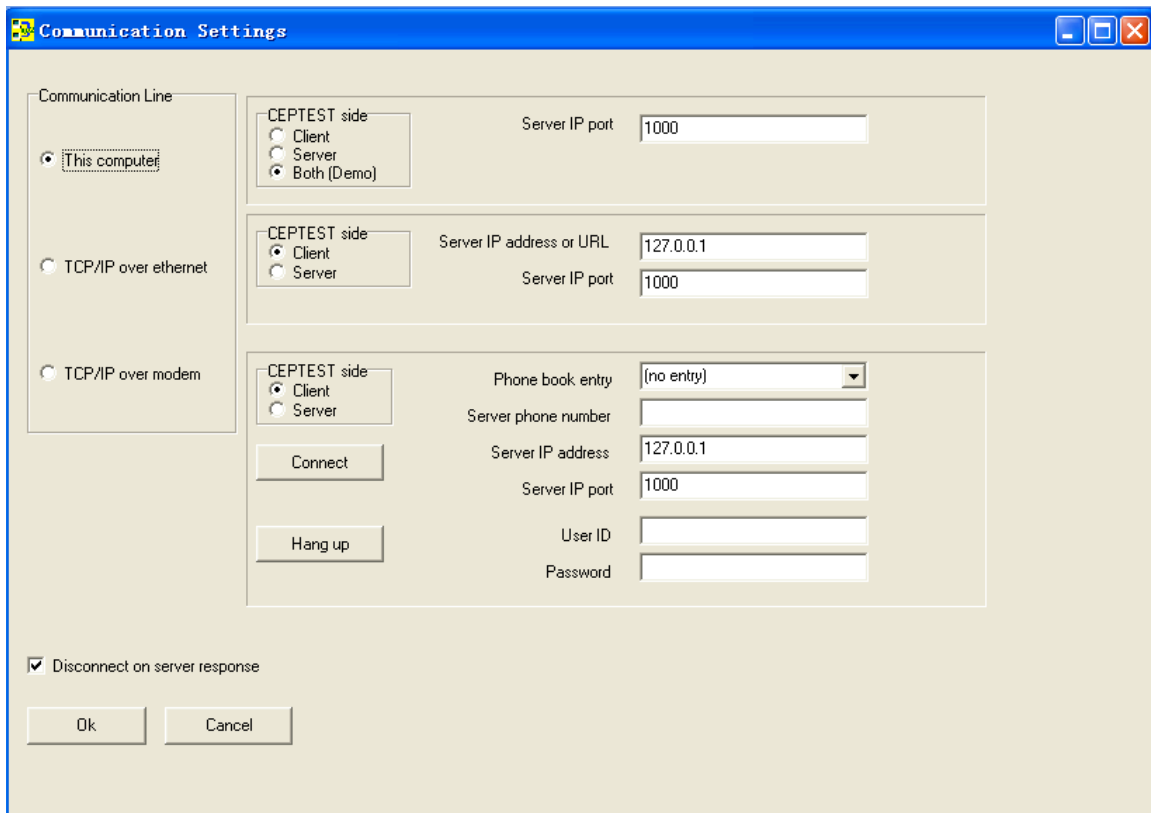 Communication Settings
Communication Line
This computer
TCP/IP over ethernet
TCP/IP over modem
CEPTEST side
Client
Server
Both (Demo)
Server IP port
1000
CEPTEST side
Client
Server
Server IP address or URL
127.0.0.1
Server IP port
1000
CEPTEST side
Client
Server
Connect
Hang up
Phone book entry
(no entry)
Server phone number
Server IP address
127.0.0.1
Server IP port
1000
User ID
Password
Disconnect on server response
Ok
Cancel